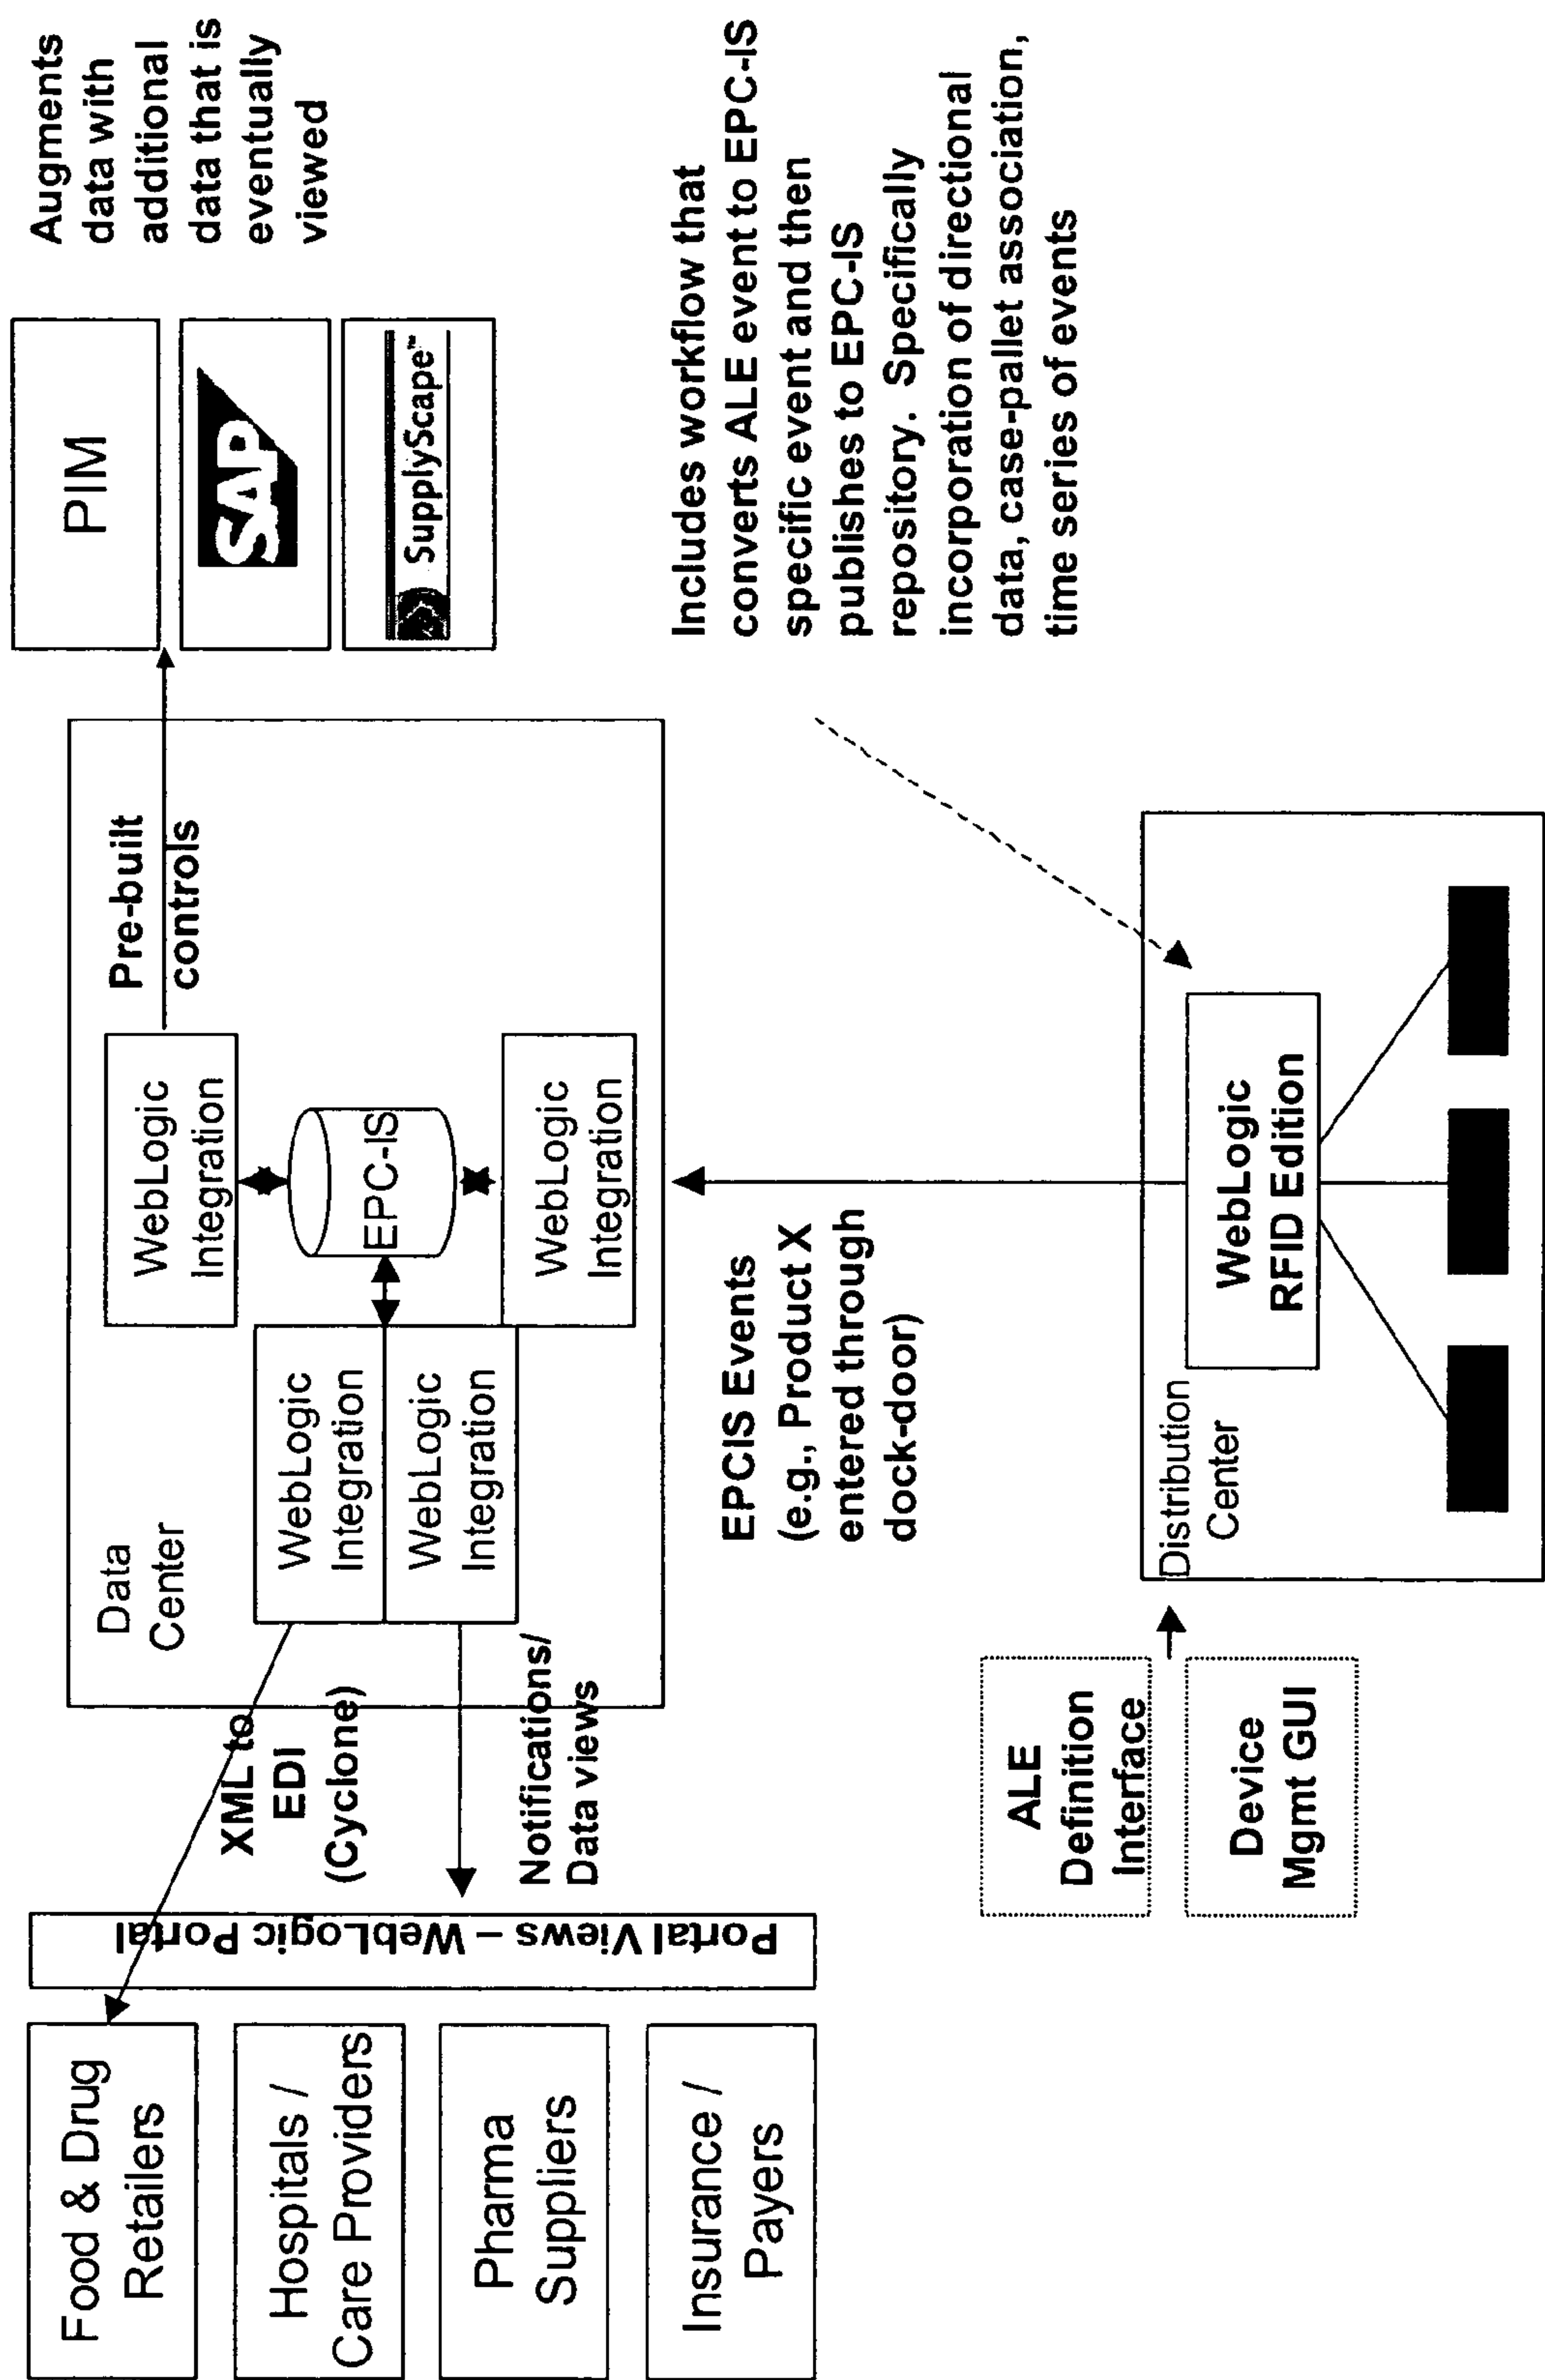 Food & Drug
Retailers
Hospitals /
Care Providers
Pharma
Suppliers
Insurance /
Payers
Portal Views – WebLogic Portal
XML to
EDI
(Cyclone)
Notifications/
Data views
Data
Center
WebLogic
Integration
WebLogic
Integration
WebLogic
Integration
EPC-IS
WebLogic
Integration
Pre-built
controls
PIM
SAP
SupplyScape™
Augments
data with
additional
data that is
eventually
viewed
EPCIS Events
(e.g., Product X
entered through
dock-door)
Includes workflow that
converts ALE event to EPC-IS
specific event and then
publishes to EPC-IS
repository. Specifically
incorporation of directional
data, case-pallet association,
time series of events
ALE
Definition
Interface
Device
Mgmt GUI
Distribution
Center
WebLogic
RFID Edition